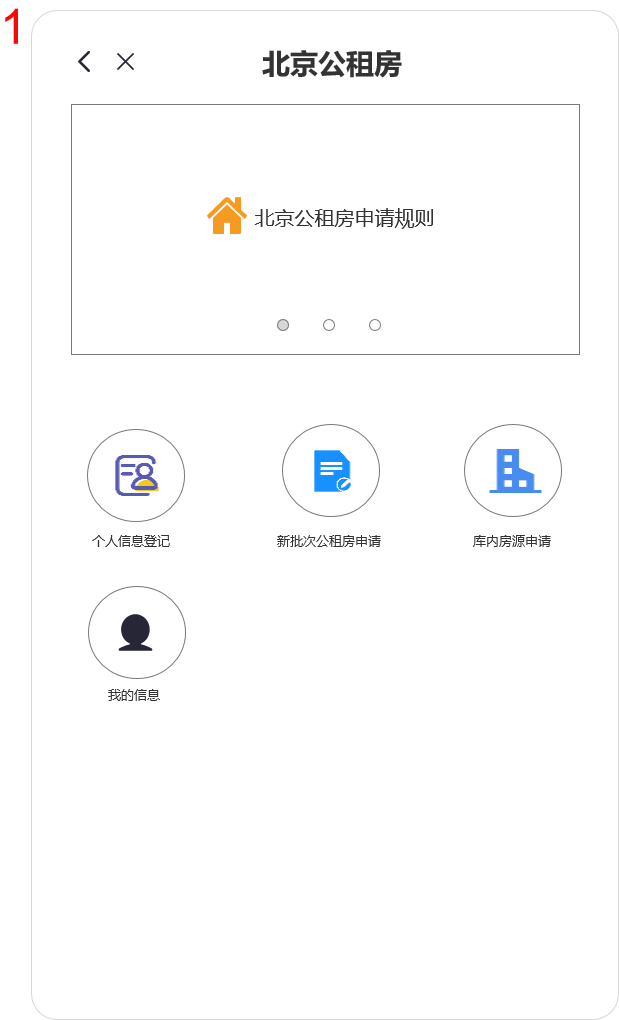 1
北京公租房
北京公租房申请规则
个人信息登记
新批次公租房申请
库内房源申请
我的信息